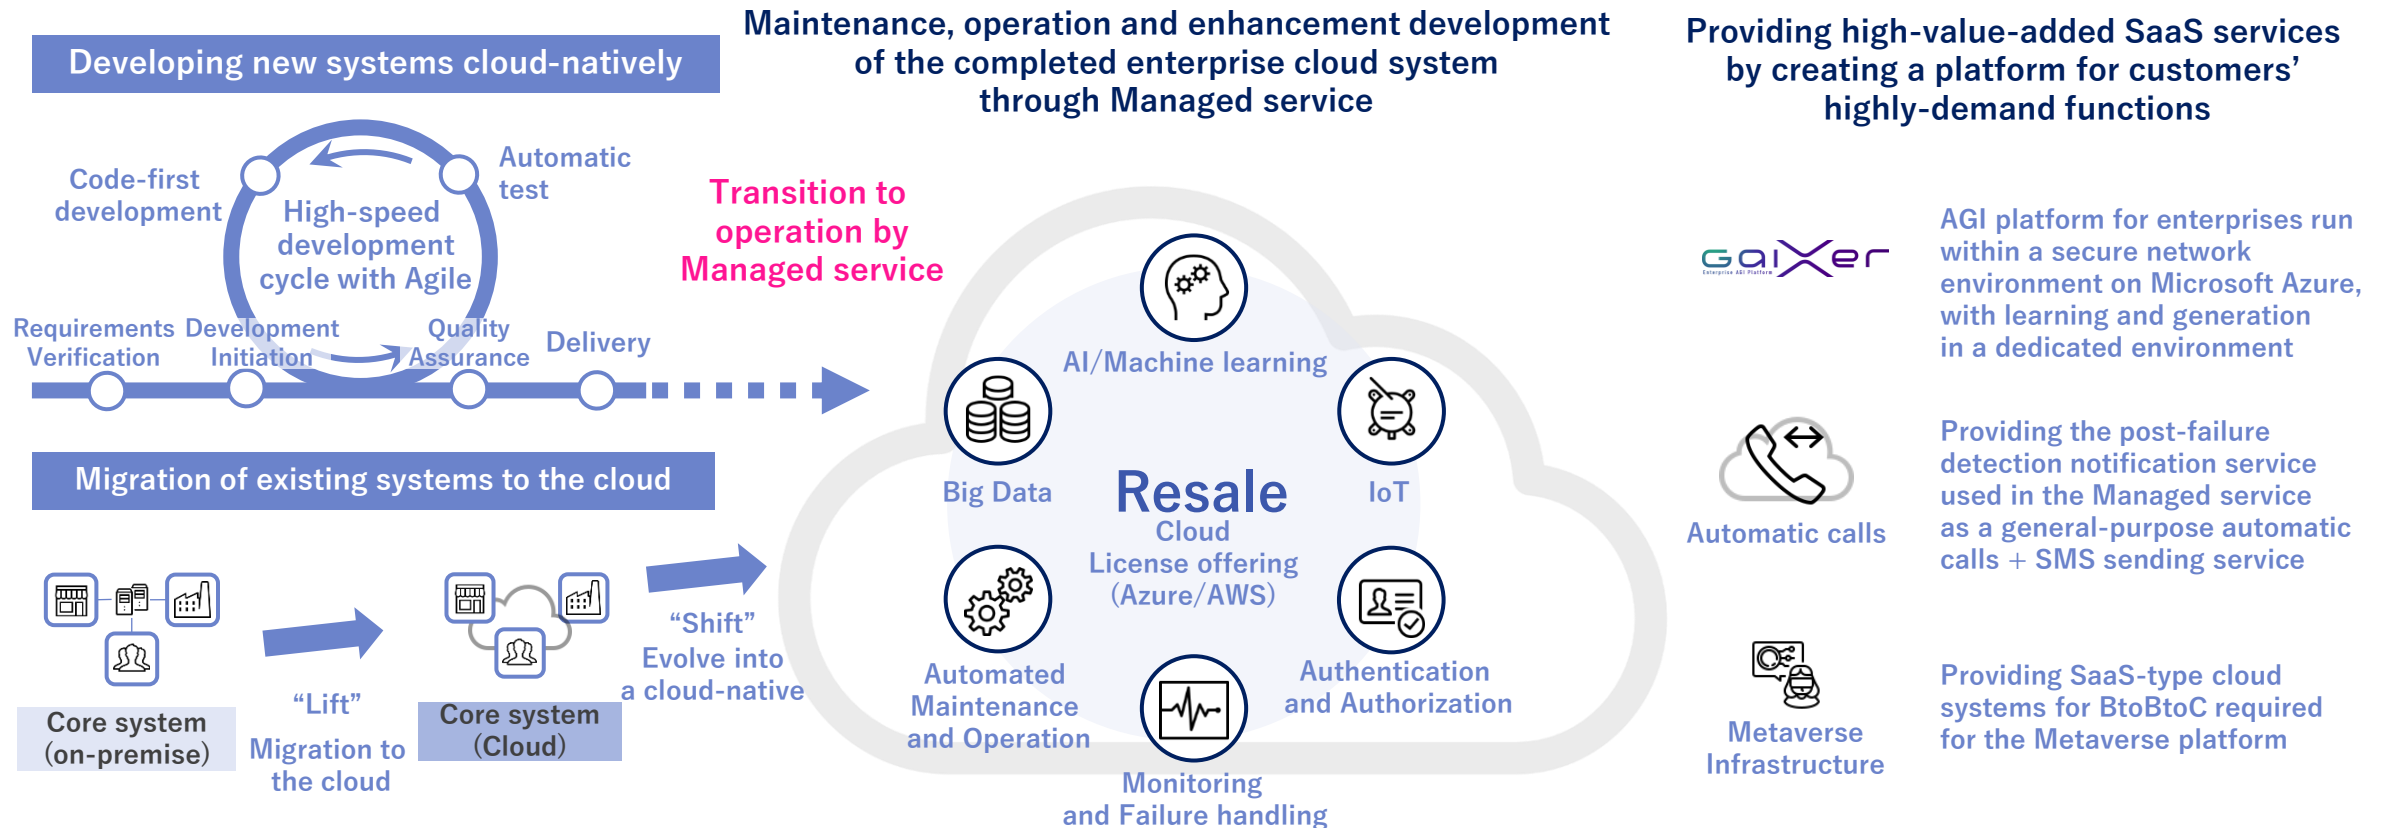 Developing new systems cloud-natively
Code-first
development
Automatic
test
High-speed
development
cycle with Agile
Requirements
Verification
Development
Initiation
Quality
Assurance
Delivery
Transition to
operation by
Managed service
Migration of existing systems to the cloud
Core system
(on-premise)
“Lift”
Migration to
the cloud
Core system
(Cloud)
“Shift”
Evolve into
a cloud-native
Maintenance, operation and enhancement development
of the completed enterprise cloud system
through Managed service
AI/Machine learning
Big Data
IoT
Resale
Cloud
License offering
(Azure/AWS)
Automated
Maintenance
and Operation
Authentication
and Authorization
Monitoring
and Failure handling
Providing high-value-added SaaS services
by creating a platform for customers’
highly-demand functions
GaiXer
Enterprise AGI Platform
AGI platform for enterprises run
within a secure network
environment on Microsoft Azure,
with learning and generation
in a dedicated environment
Automatic calls
Providing the post-failure
detection notification service
used in the Managed service
as a general-purpose automatic
calls + SMS sending service
Metaverse
Infrastructure
Providing SaaS-type cloud
systems for BtoBtoC required
for the Metaverse platform